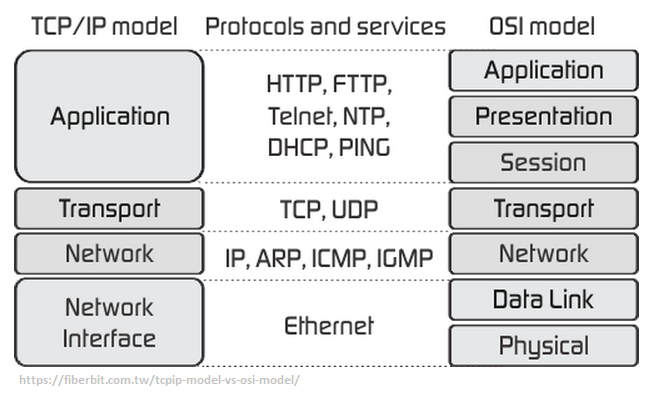 TCP/IP model
Protocols and services
OSI model
Application
HTTP, FTTP,
Telnet, NTP,
DHCP, PING
Application
Presentation
Session
Transport
TCP, UDP
Transport
Network
IP, ARP, ICMP, IGMP
Network
Network
Interface
Ethernet
Data Link
Physical
https://fiberbit.com.tw/tcpip-model-vs-osi-model/